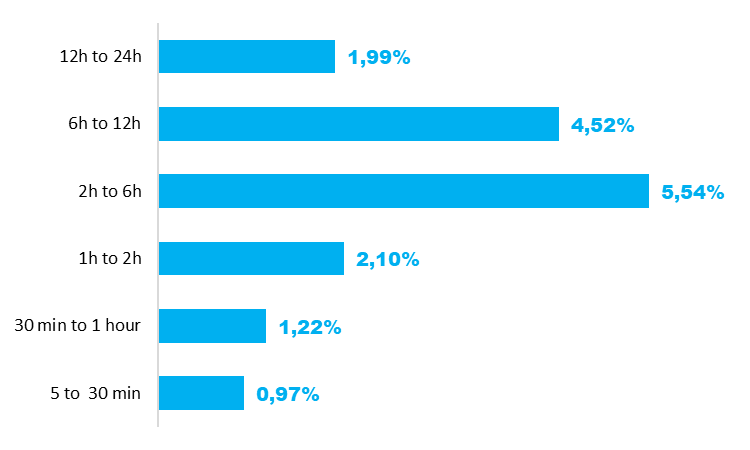 12h to 24h 1,99%
6h to 12h 4,52%
2h to 6h 5,54%
1h to 2h 2,10%
30 min to 1 hour 1,22%
5 to 30 min 0,97%